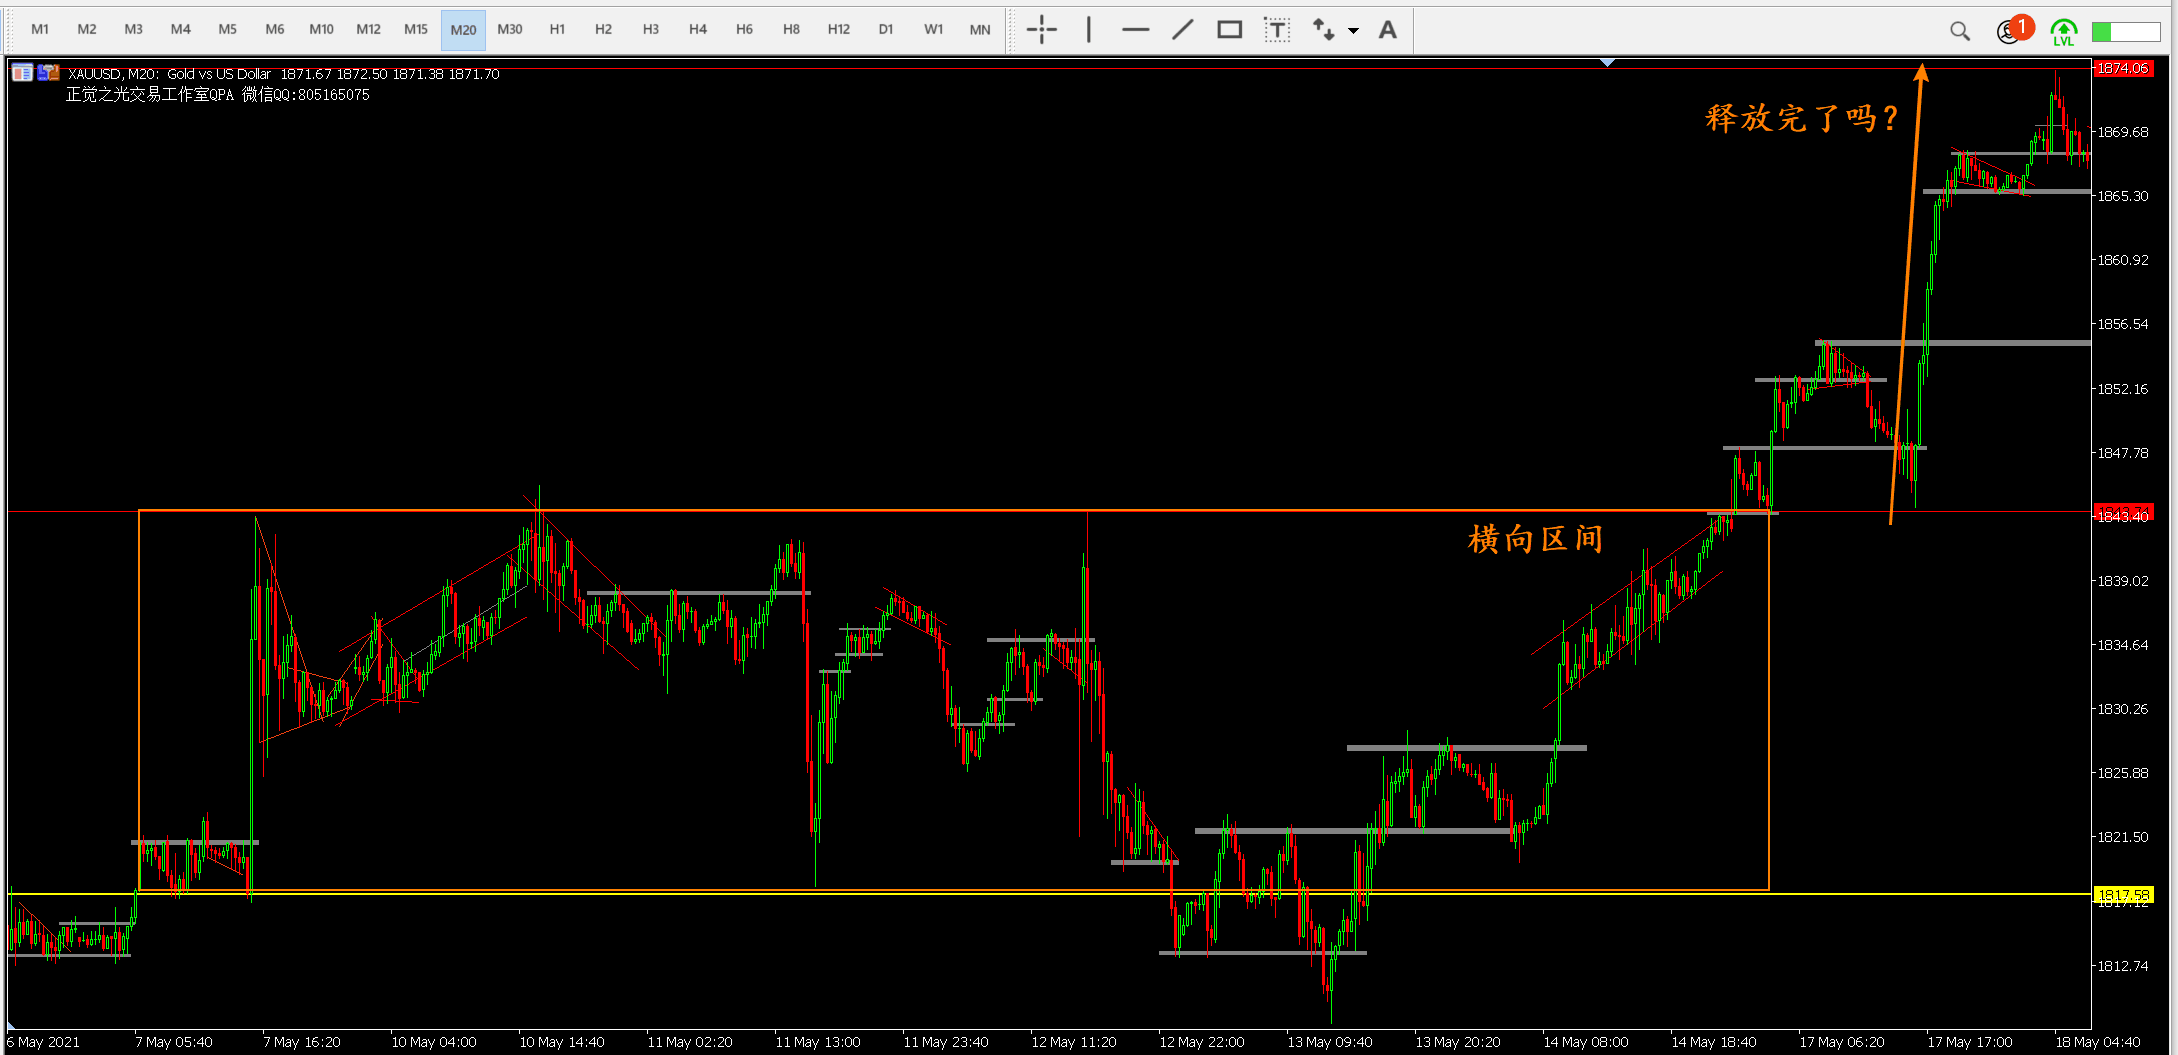 M1 M2 M3 M4 M5 M6 M10 M12 M15 M20 M30 H1 H2 H3 H4 H6 H8 H12 D1 W1 MN T A 1 LVL
XAUUSD, M20: Gold vs US Dollar 1871.67 1872.50 1871.38 1871.70
正觉之光交易工作室QPA 微信QQ:805165075
释放完了吗？
横向区间
1874.06
1869.68
1865.30
1860.92
1856.54
1852.16
1847.78
1843.40
1839.02
1834.64
1830.26
1825.88
1821.50
1817.58
1817.12
1812.74
6 May 2021 7 May 05:40 7 May 16:20 10 May 04:00 10 May 14:40 11 May 02:20 11 May 13:00 11 May 23:40 12 May 11:20 12 May 22:00 13 May 09:40 13 May 20:20 14 May 08:00 14 May 18:40 17 May 06:20 17 May 17:00 18 May 04:40